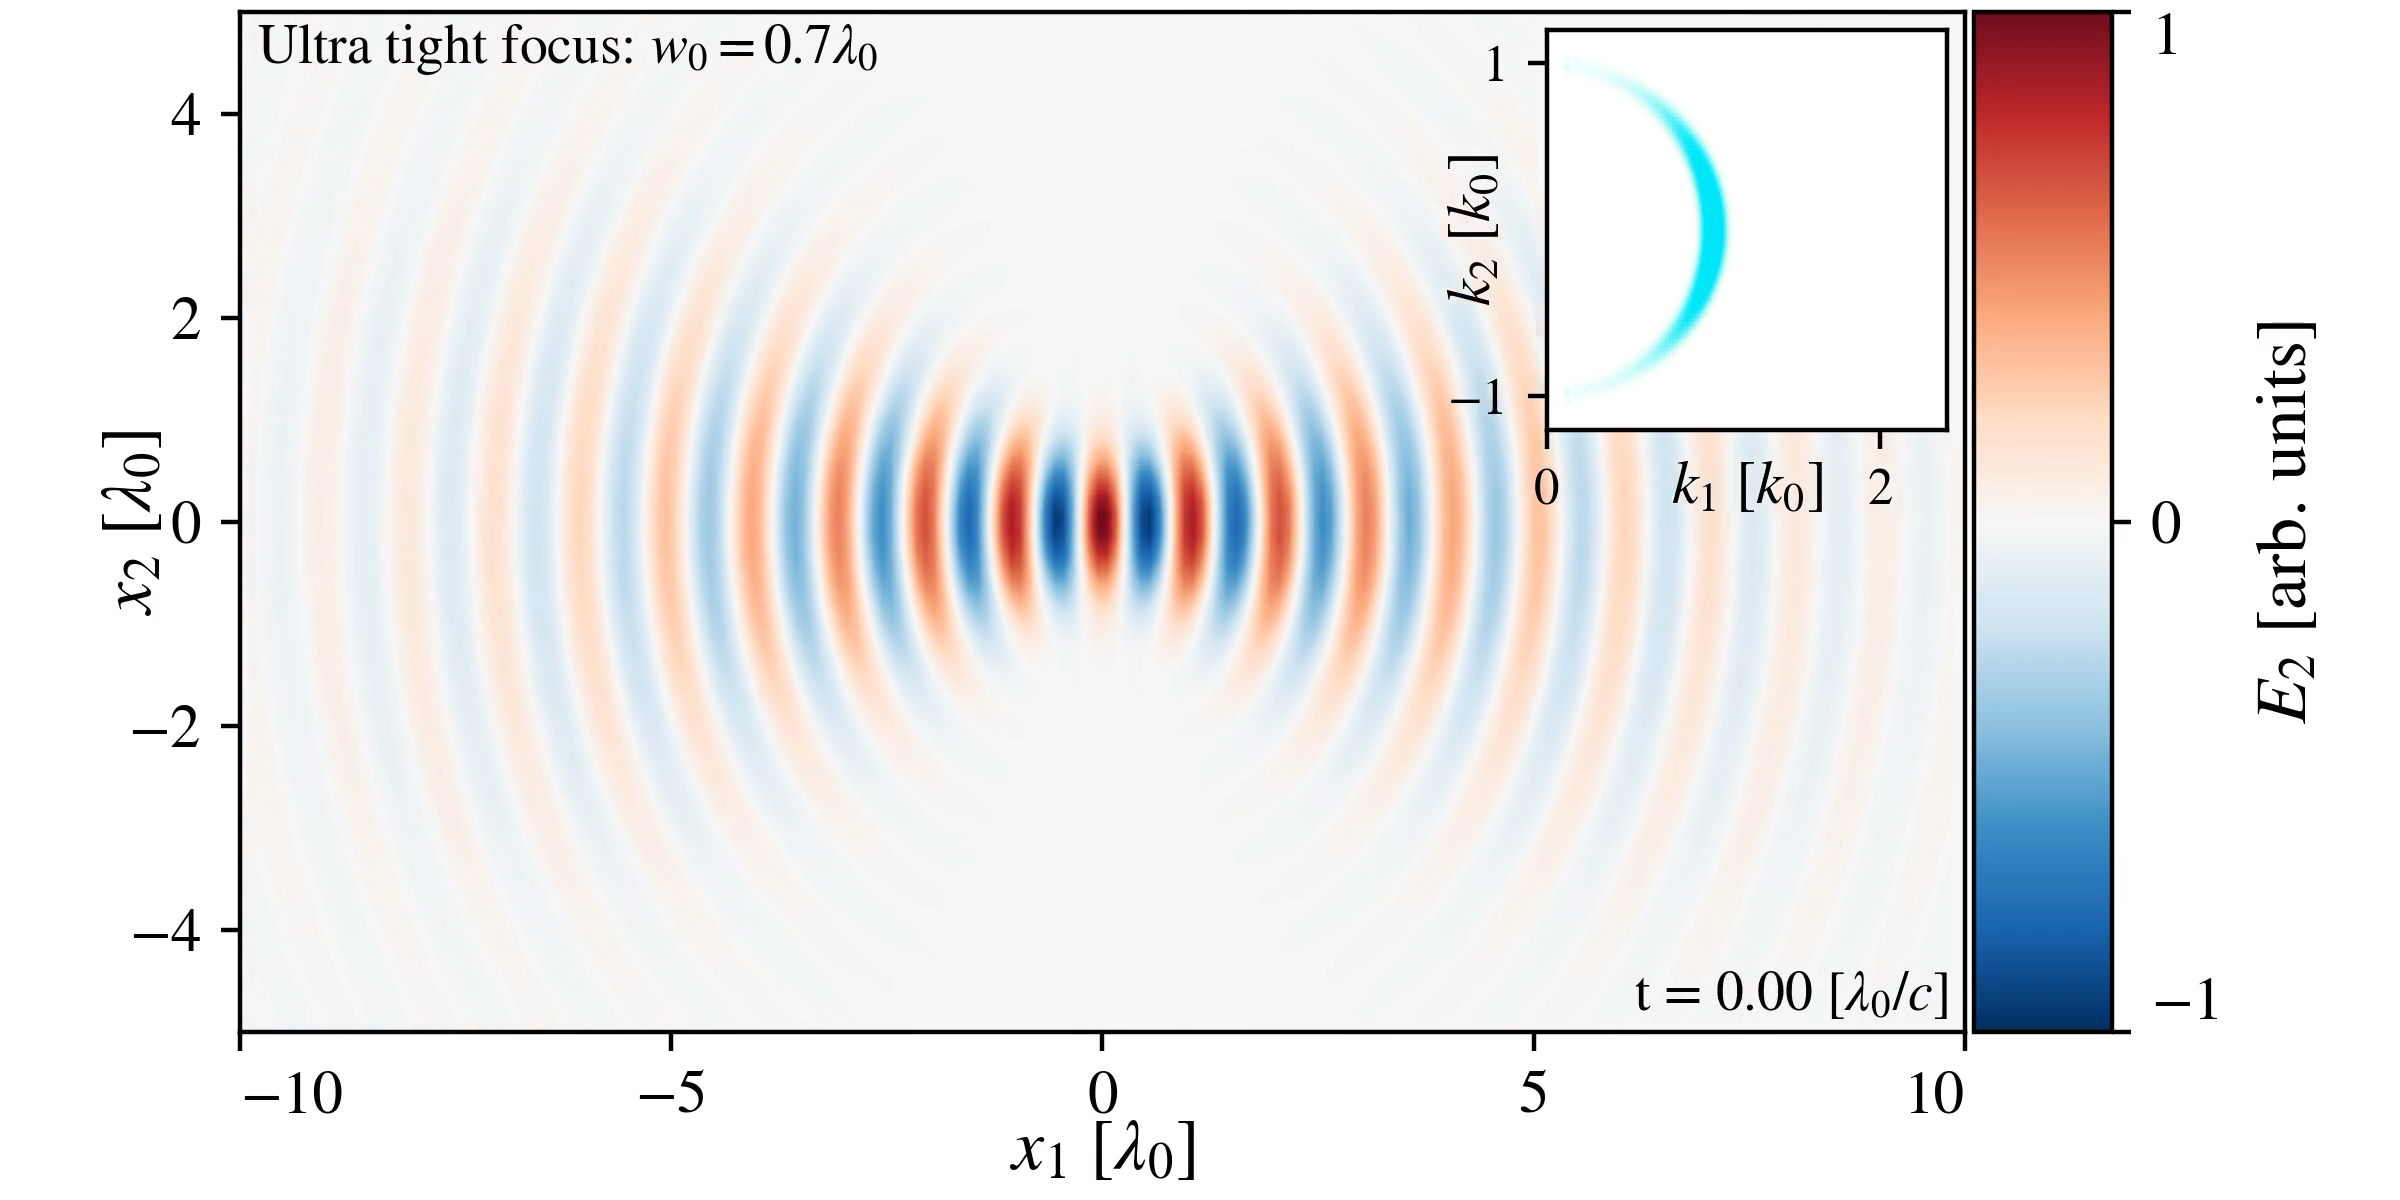 Ultra tight focus: w₀ = 0.7λ₀
1
−1
k₂ [k₀]
0
2
k₁ [k₀]
4
2
0
−2
−4
x₂ [λ₀]
t = 0.00 [λ₀/c]
−10
−5
0
5
10
x₁ [λ₀]
1
0
−1
E₂ [arb. units]